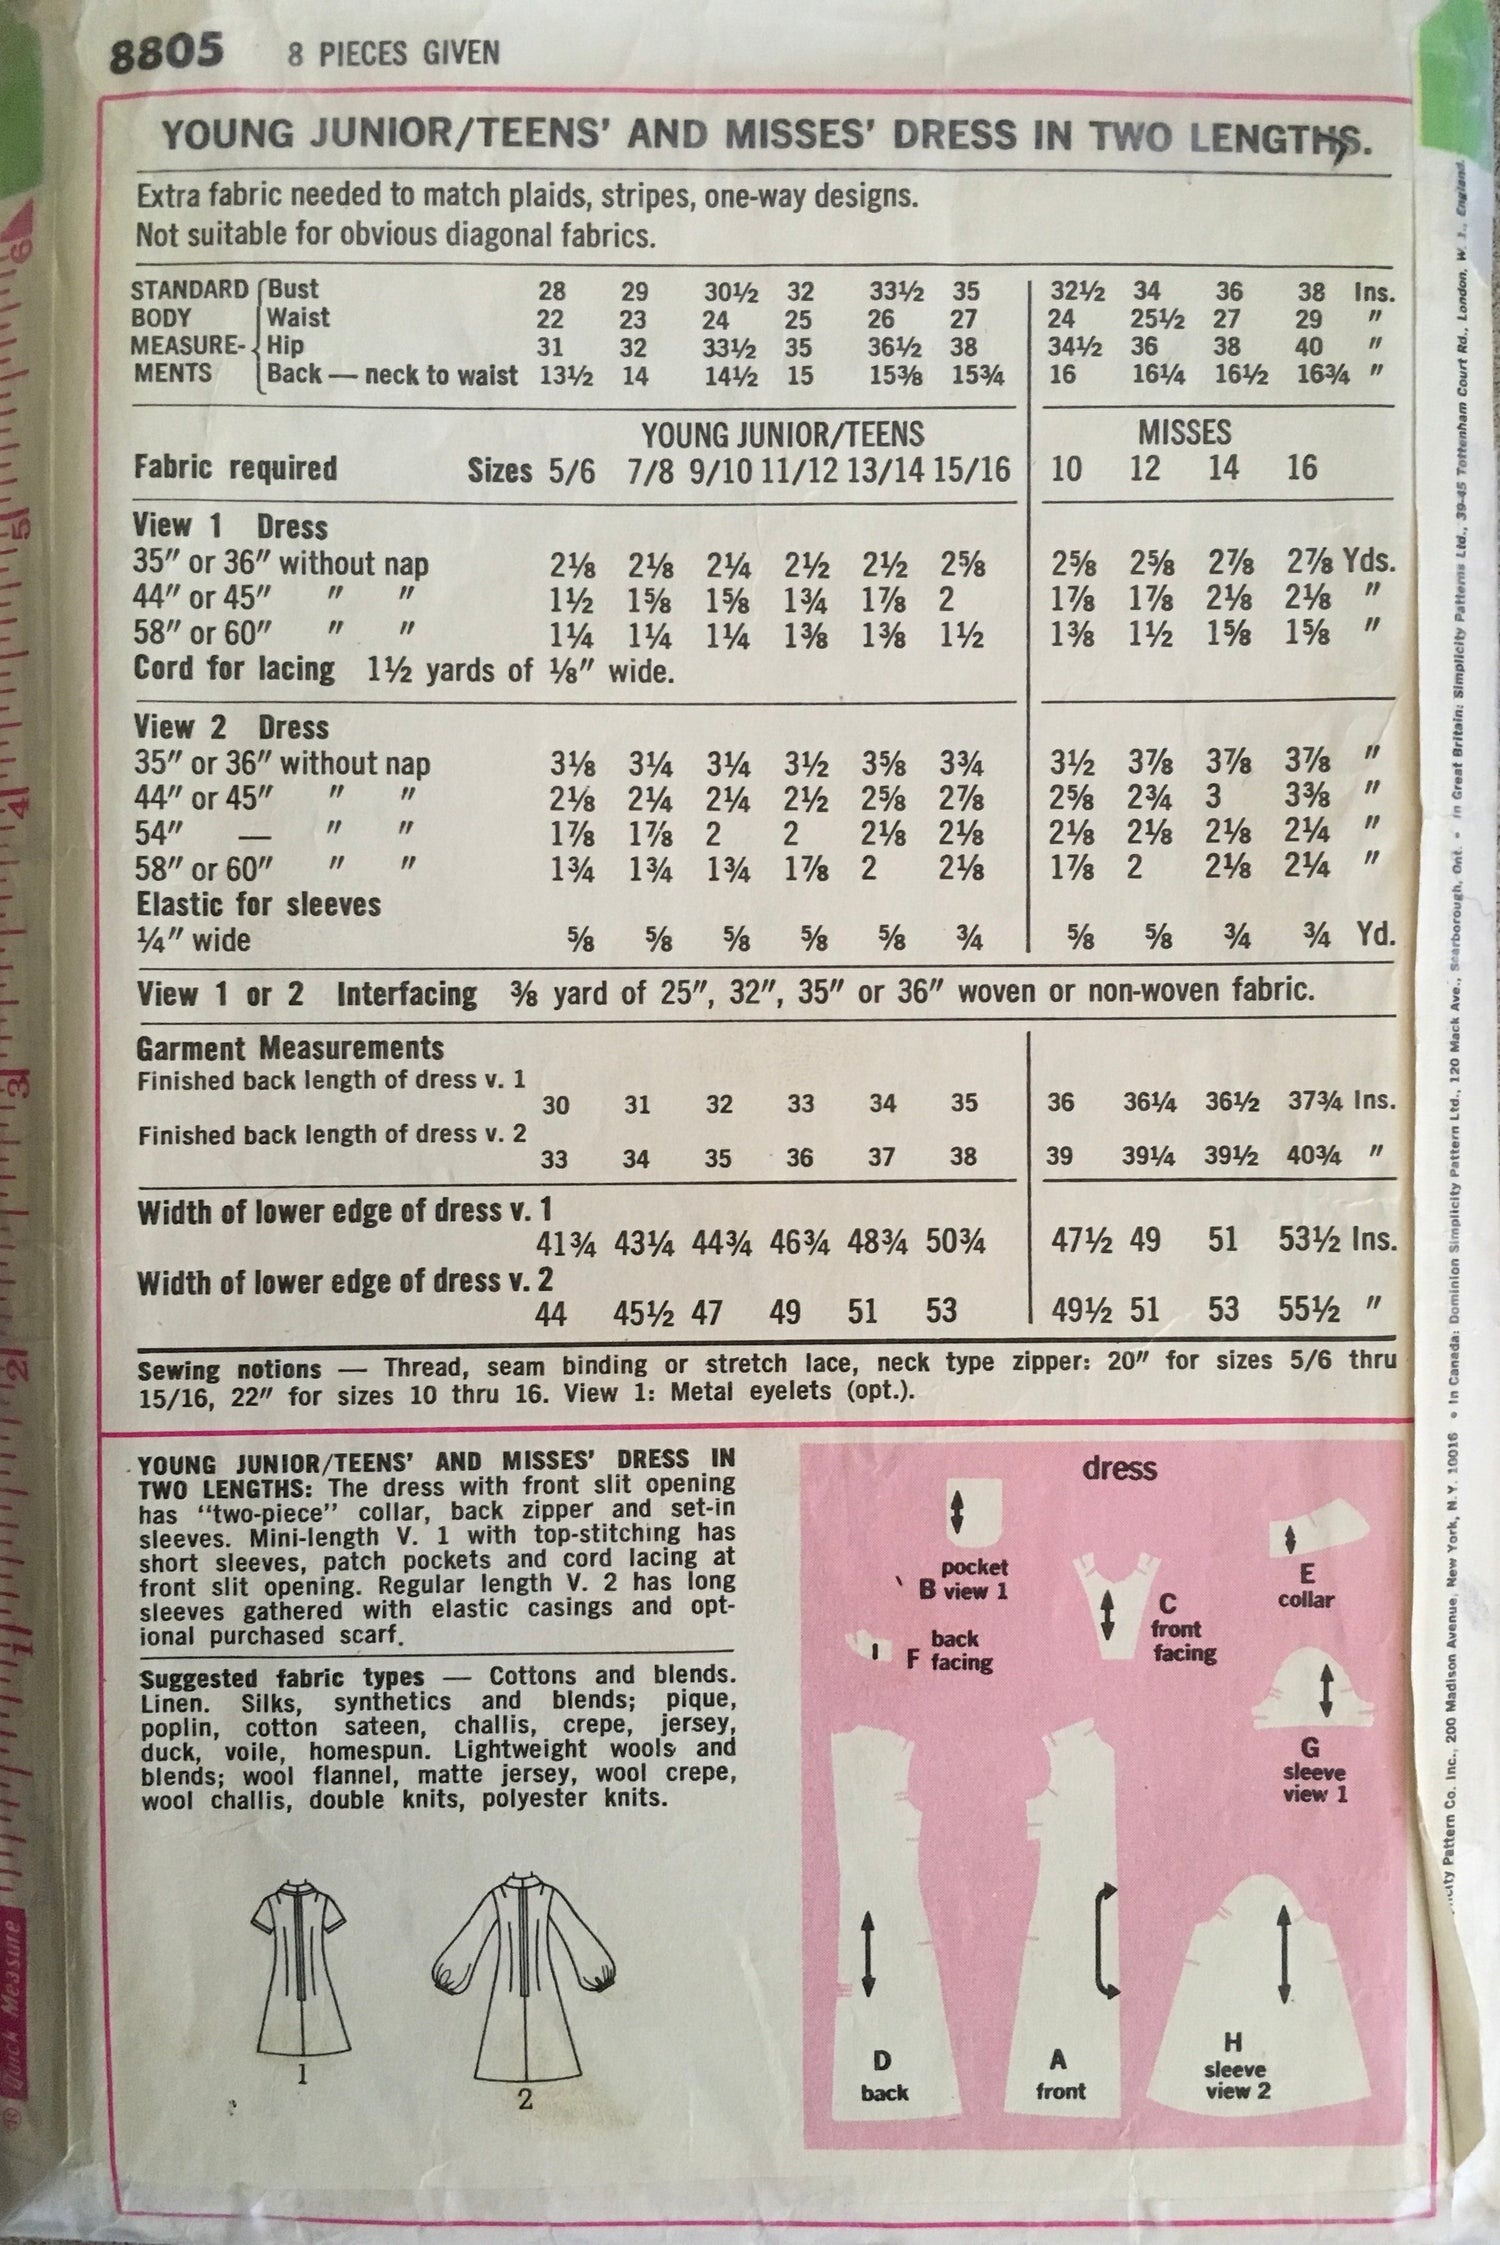 8805 8 PIECES GIVEN
YOUNG JUNIOR/TEENS' AND MISSES' DRESS IN TWO LENGTHS.
Extra fabric needed to match plaids, stripes, one-way designs.
Not suitable for obvious diagonal fabrics.
STANDARD Bust 28 29 30½ 32 33½ 35 32½ 34 36 38 Ins.
BODY Waist 22 23 24 25 26 27 24 25½ 27 29 "
MEASURE- Hip 31 32 33½ 35 36½ 38 34½ 36 38 40 "
MENTS Back — neck to waist 13½ 14 14½ 15 15⅜ 15¾ 16 16¼ 16½ 16¾ "
YOUNG JUNIOR/TEENS MISSES
Fabric required Sizes 5/6 7/8 9/10 11/12 13/14 15/16 10 12 14 16
View 1 Dress
35" or 36" without nap 2⅛ 2⅛ 2¼ 2½ 2½ 2⅝ 2⅝ 2⅝ 2⅞ 2⅞ Yds.
44" or 45" " " 1½ 1⅝ 1⅝ 1¾ 1⅞ 2 1⅞ 1⅞ 2⅛ 2⅛ "
58" or 60" " " 1¼ 1¼ 1¼ 1⅜ 1⅜ 1½ 1⅜ 1½ 1⅝ 1⅝ "
Cord for lacing 1½ yards of ⅛" wide.
View 2 Dress
35" or 36" without nap 3⅛ 3¼ 3¼ 3½ 3⅝ 3¾ 3½ 3⅞ 3⅞ 3⅞ "
44" or 45" " " 2⅛ 2¼ 2¼ 2½ 2⅝ 2⅞ 2⅝ 2¾ 3 3⅜ "
54" — " " 1⅞ 1⅞ 2 2 2⅛ 2⅛ 2⅛ 2⅛ 2⅛ 2¼ "
58" or 60" " " 1¾ 1¾ 1¾ 1⅞ 2 2⅛ 1⅞ 2 2⅛ 2¼ "
Elastic for sleeves
¼" wide ⅝ ⅝ ⅝ ⅝ ⅝ ¾ ⅝ ⅝ ¾ ¾ Yd.
View 1 or 2 Interfacing ⅜ yard of 25", 32", 35" or 36" woven or non-woven fabric.
Garment Measurements
Finished back length of dress v. 1
30 31 32 33 34 35 36 36¼ 36½ 37¾ Ins.
Finished back length of dress v. 2
33 34 35 36 37 38 39 39¼ 39½ 40¾ "
Width of lower edge of dress v. 1
41¾ 43¼ 44¾ 46¾ 48¾ 50¾ 47½ 49 51 53½ Ins.
Width of lower edge of dress v. 2
44 45½ 47 49 51 53 49½ 51 53 55½ "
Sewing notions — Thread, seam binding or stretch lace, neck type zipper: 20" for sizes 5/6 thru
15/16, 22" for sizes 10 thru 16. View 1: Metal eyelets (opt.).
YOUNG JUNIOR/TEENS' AND MISSES' DRESS IN
TWO LENGTHS: The dress with front slit opening
has "two-piece" collar, back zipper and set-in
sleeves. Mini-length V. 1 with top-stitching has
short sleeves, patch pockets and cord lacing at
front slit opening. Regular length V. 2 has long
sleeves gathered with elastic casings and opt-
ional purchased scarf.
Suggested fabric types — Cottons and blends.
Linen. Silks, synthetics and blends; pique,
poplin, cotton sateen, challis, crepe, jersey,
duck, voile, homespun. Lightweight wools and
blends; wool flannel, matte jersey, wool crepe,
wool challis, double knits, polyester knits.
1
2
dress
pocket
B view 1
C
front
facing
E
collar
back
F facing
G
sleeve
view 1
D
back
A
front
H
sleeve
view 2
6
5
4
3
2
1
® Quick Measure
Pattern Co. Inc., 200 Madison Avenue, New York, N.Y. 10016 • In Canada: Dominion Simplicity Pattern Ltd., 120 Mack Ave., Scarborough, Ont. • In Great Britain: Simplicity Patterns Ltd., 39-45 Tottenham Court Rd., London, W. 1., England.